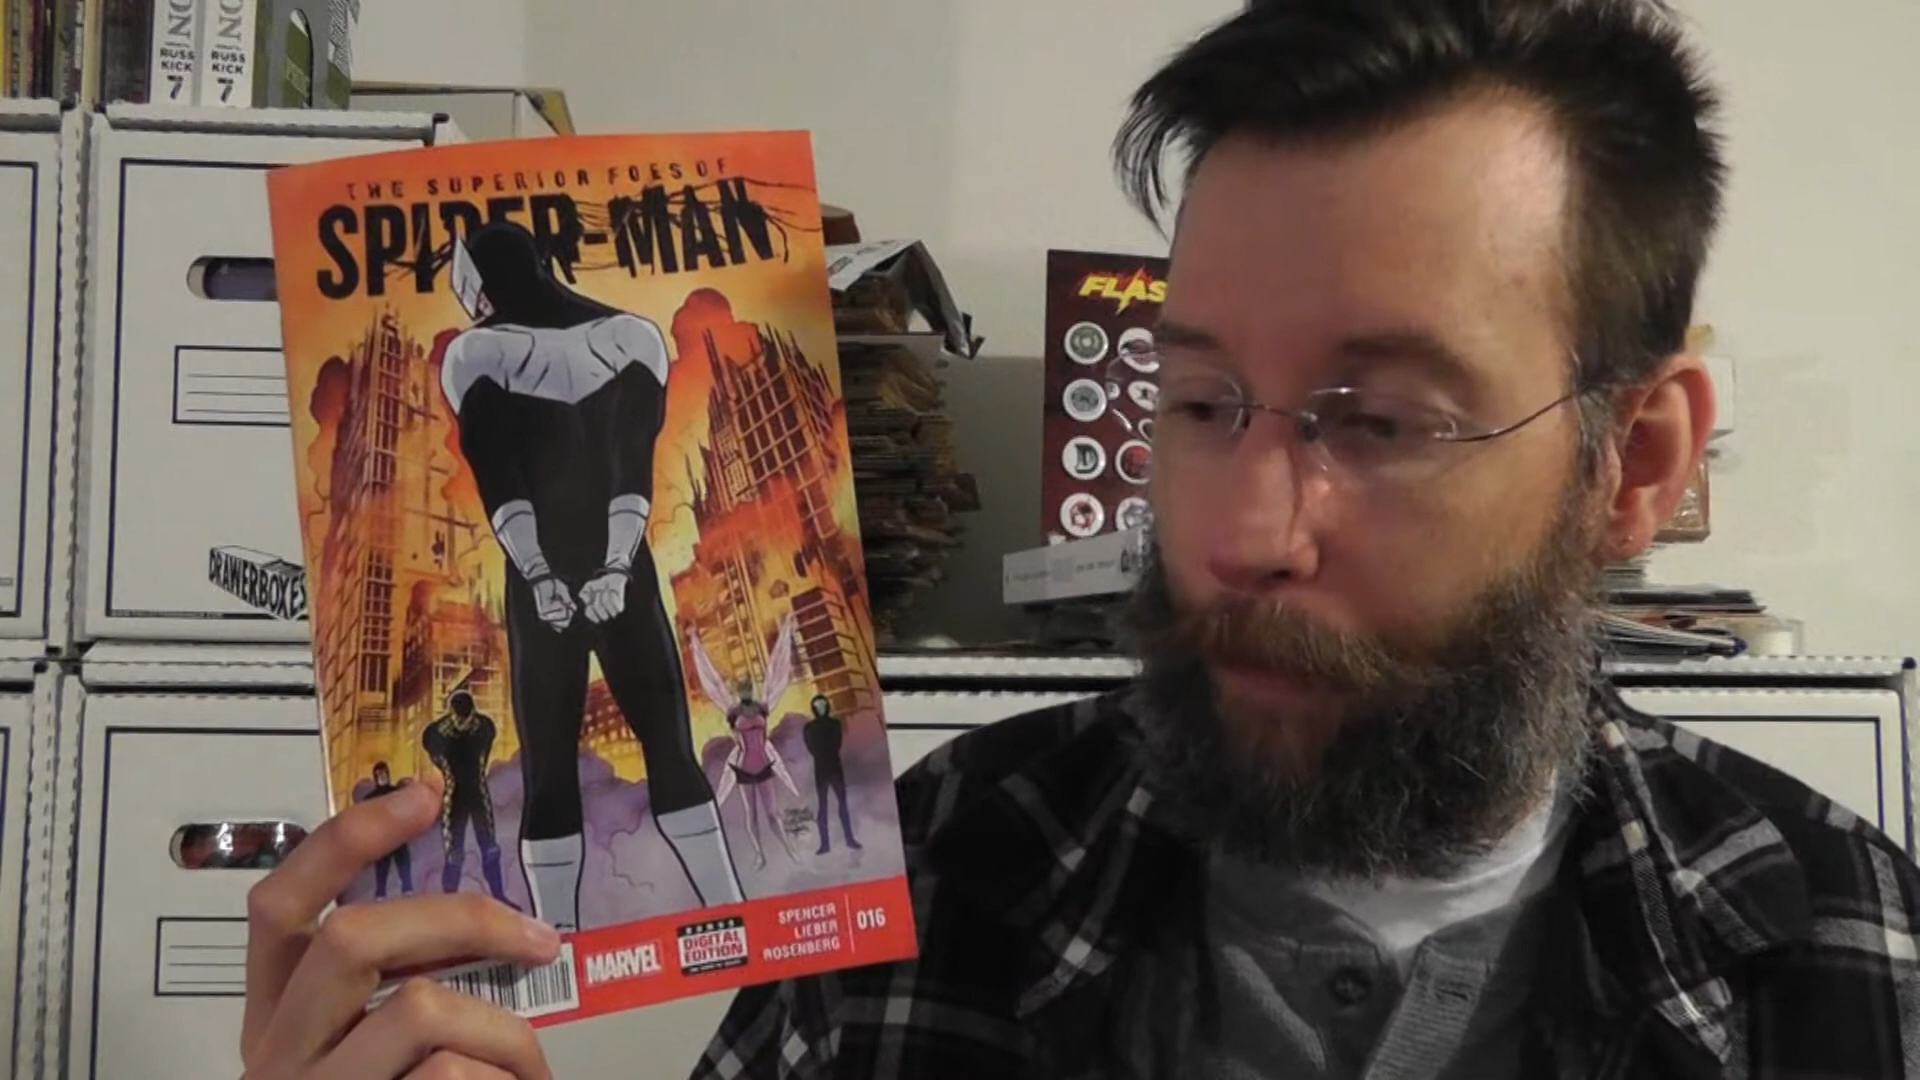 RUSS
KICK
7
RUSS
KICK
7
THE SUPERIOR FOES OF
SPIDER-MAN
FLAS
DRAWERBOXES
MARVEL
DIGITAL
EDITION
SPENCER
LIEBER
ROSENBERG
016